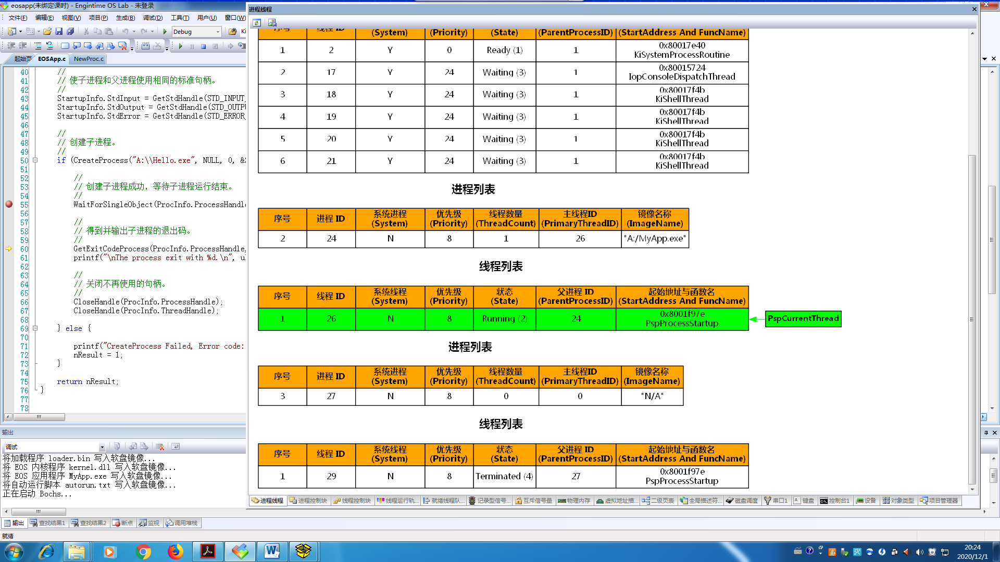 eosapp(未绑定课时) - Engintime OS Lab - 未登录
文件(F) 编辑(E) 视图(V) 项目(P) 生成(B) 调试(D) 工具(T) 用户(U) 窗口(W)
Debug
起始页 EOSApp.c NewProc.c
40 //
41 // 使子进程和父进程使用相同的标准句柄。
42 //
43 StartupInfo.StdInput = GetStdHandle(STD_INPUT_
44 StartupInfo.StdOutput = GetStdHandle(STD_OUTPU
45 StartupInfo.StdError = GetStdHandle(STD_ERROR_
46
47 //
48 // 创建子进程。
49 //
50 if (CreateProcess("A:\\Hello.exe", NULL, 0, &
51
52 //
53 // 创建子进程成功，等待子进程运行结束。
54 //
55 WaitForSingleObject(ProcInfo.ProcessHandle
56
57 //
58 // 得到并输出子进程的退出码。
59 //
60 GetExitCodeProcess(ProcInfo.ProcessHandle,
61 printf("\nThe process exit with %d.\n", u
62
63 //
64 // 关闭不再使用的句柄。
65 //
66 CloseHandle(ProcInfo.ProcessHandle);
67 CloseHandle(ProcInfo.ThreadHandle);
68
69 } else {
70
71 printf("CreateProcess Failed, Error code:
72 nResult = 1;
73 }
74
75 return nResult;
76 }
77
78
输出
调试
将加载程序 loader.bin 写入软盘镜像...
将 EOS 内核程序 kernel.dll 写入软盘镜像...
将 EOS 应用程序 MyApp.exe 写入软盘镜像...
将自动运行脚本 autorun.txt 写入软盘镜像...
正在启动 Bochs...
输出 查找结果1 查找结果2 断点 监视 调用堆栈
就绪
进程线程
序号 线程 ID (System) (Priority) (State) (ParentProcessID) (StartAddress And FuncName)
1 2 Y 0 Ready (1) 1 0x80017e40 KiSystemProcessRoutine
2 17 Y 24 Waiting (3) 1 0x80015724 IopConsoleDispatchThread
3 18 Y 24 Waiting (3) 1 0x80017f4b KiShellThread
4 19 Y 24 Waiting (3) 1 0x80017f4b KiShellThread
5 20 Y 24 Waiting (3) 1 0x80017f4b KiShellThread
6 21 Y 24 Waiting (3) 1 0x80017f4b KiShellThread
进程列表
序号 进程 ID 系统进程 (System) 优先级 (Priority) 线程数量 (ThreadCount) 主线程ID (PrimaryThreadID) 镜像名称 (ImageName)
2 24 N 8 1 26 "A:/MyApp.exe"
线程列表
序号 线程 ID 系统线程 (System) 优先级 (Priority) 状态 (State) 父进程 ID (ParentProcessID) 起始地址与函数名 (StartAddress And FuncName)
1 26 N 8 Running (2) 24 0x8001f97e PspProcessStartup
PspCurrentThread
进程列表
序号 进程 ID 系统进程 (System) 优先级 (Priority) 线程数量 (ThreadCount) 主线程ID (PrimaryThreadID) 镜像名称 (ImageName)
3 27 N 8 0 0 "N/A"
线程列表
序号 线程 ID 系统线程 (System) 优先级 (Priority) 状态 (State) 父进程 ID (ParentProcessID) 起始地址与函数名 (StartAddress And FuncName)
1 29 N 8 Terminated (4) 27 0x8001f97e PspProcessStartup
进程线程 进程控制块 线程控制块 线程运行轨... 就绪线程队... 记录型信号... 互斥信号量 物理内存 虚拟地址描... 二级页表 全局描述符... 磁盘调度 串口1 键盘 控制台1 设备 对象类型 项目管理器
20:24
2020/12/1